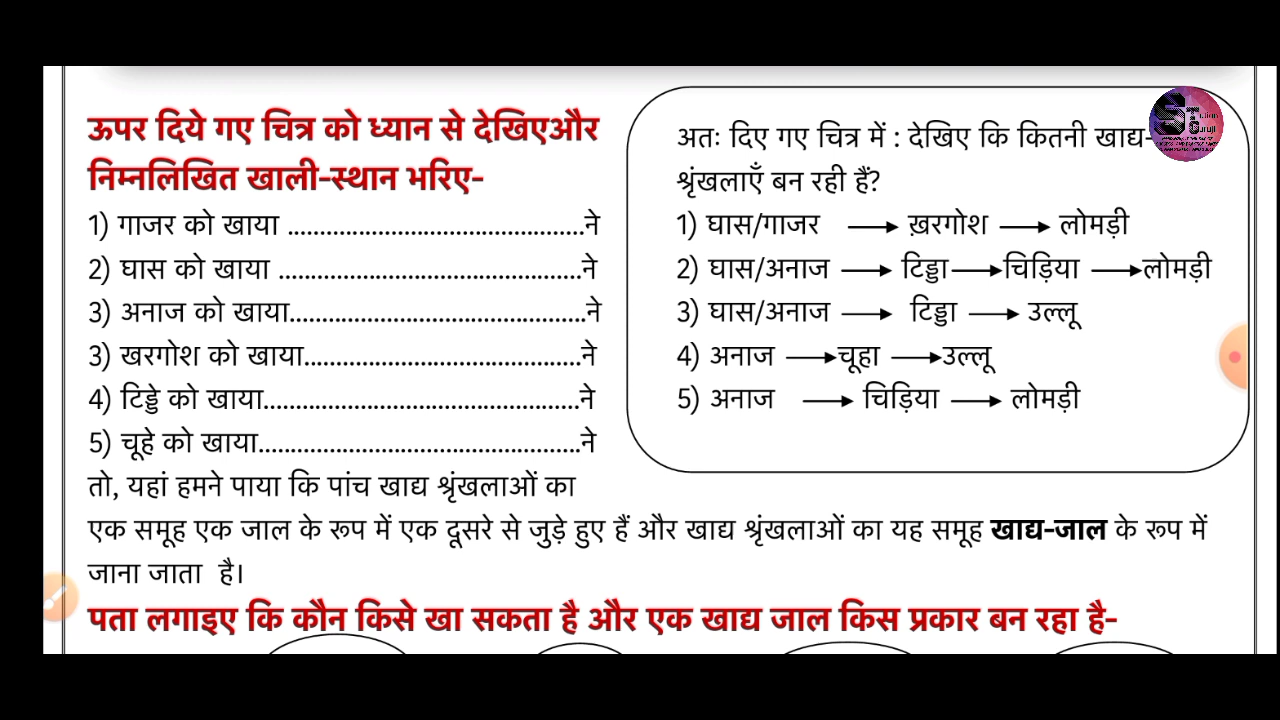 ऊपर दिये गए चित्र को ध्यान से देखिएऔर
निम्नलिखित खाली-स्थान भरिए-
1) गाजर को खाया ..............................................ने
2) घास को खाया ...............................................ने
3) अनाज को खाया..............................................ने
3) खरगोश को खाया...........................................ने
4) टिड्डे को खाया.................................................ने
5) चूहे को खाया..................................................ने
तो, यहां हमने पाया कि पांच खाद्य श्रृंखलाओं का
अतः दिए गए चित्र में : देखिए कि कितनी खाद्य-
श्रृंखलाएँ बन रही हैं?
1) घास/गाजर ⟶ ख़रगोश ⟶ लोमड़ी
2) घास/अनाज ⟶ टिड्डा ⟶ चिड़िया ⟶ लोमड़ी
3) घास/अनाज ⟶ टिड्डा ⟶ उल्लू
4) अनाज ⟶ चूहा ⟶ उल्लू
5) अनाज ⟶ चिड़िया ⟶ लोमड़ी
एक समूह एक जाल के रूप में एक दूसरे से जुड़े हुए हैं और खाद्य श्रृंखलाओं का यह समूह खाद्य-जाल के रूप में
जाना जाता है।
पता लगाइए कि कौन किसे खा सकता है और एक खाद्य जाल किस प्रकार बन रहा है-